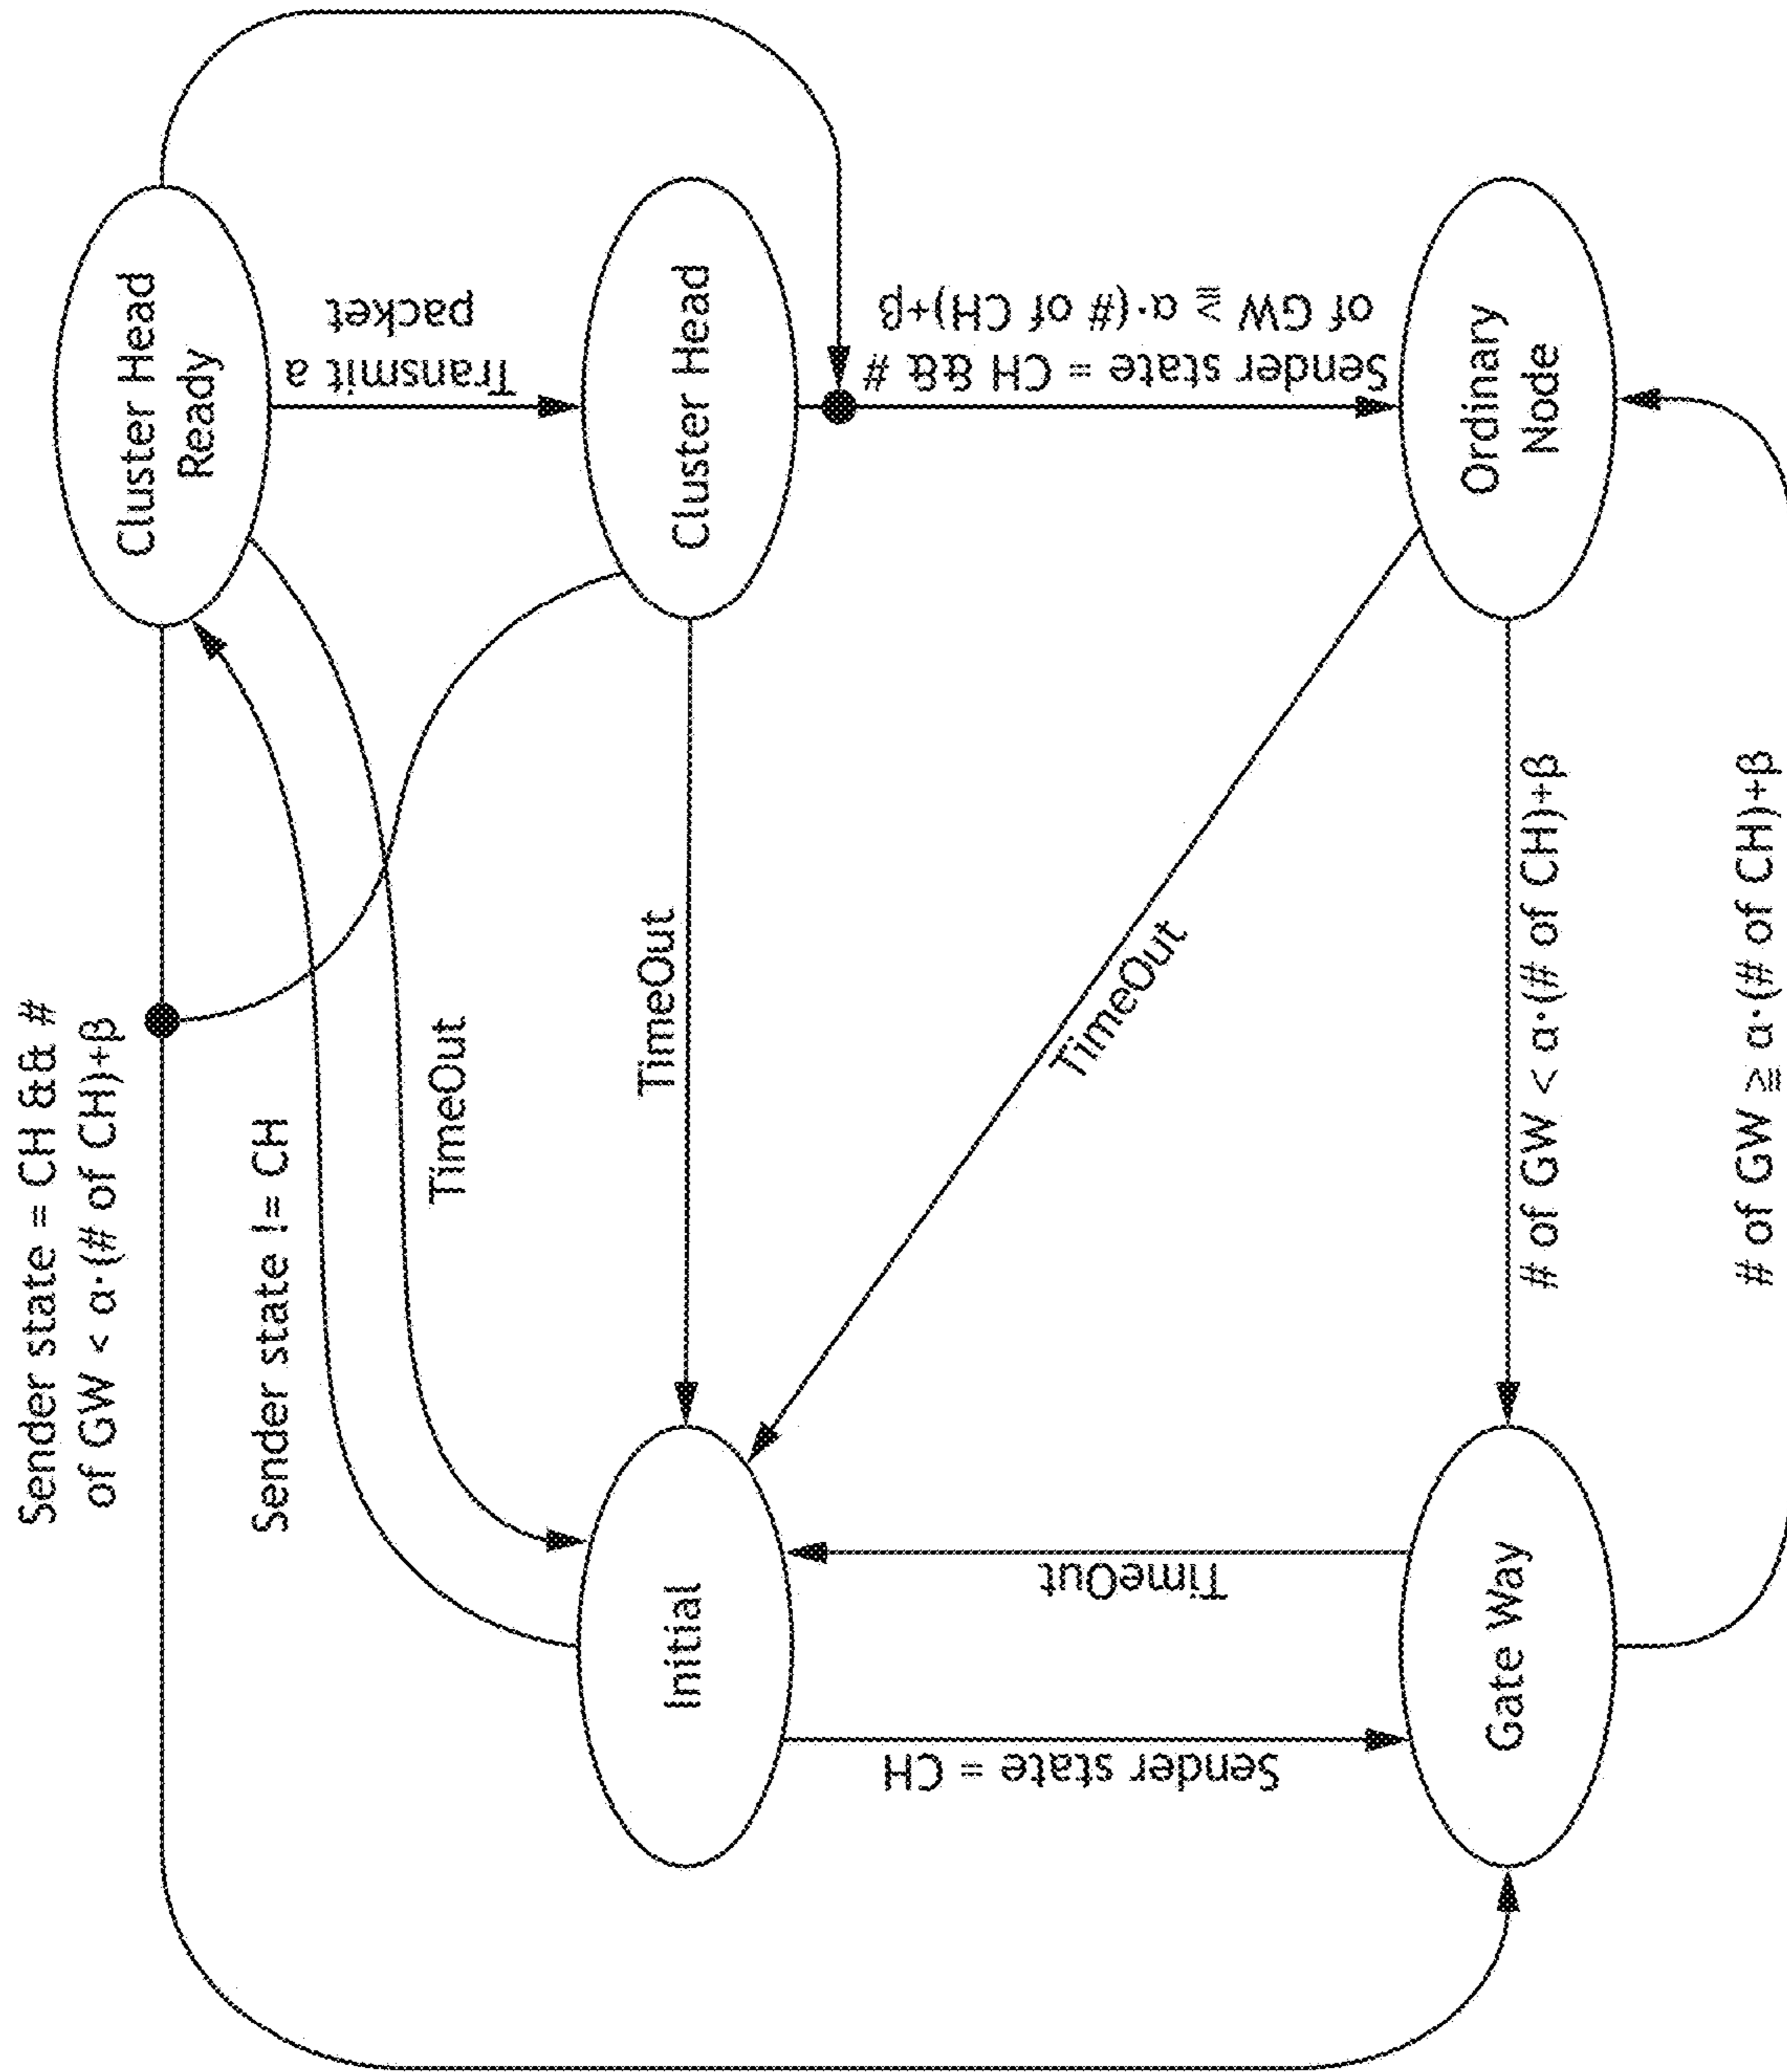 Sender state = CH && #
of GW < α·(# of CH)+β
Sender state != CH
TimeOut
Cluster Head
Ready
Transmit a
packet
Cluster Head
TimeOut
Initial
TimeOut
Sender state = CH
TimeOut
Sender state = CH && #
of GW ≧ α·(# of CH)+β
Gate Way
Ordinary
Node
# of GW < α·(# of CH)+β
# of GW ≧ α·(# of CH)+β